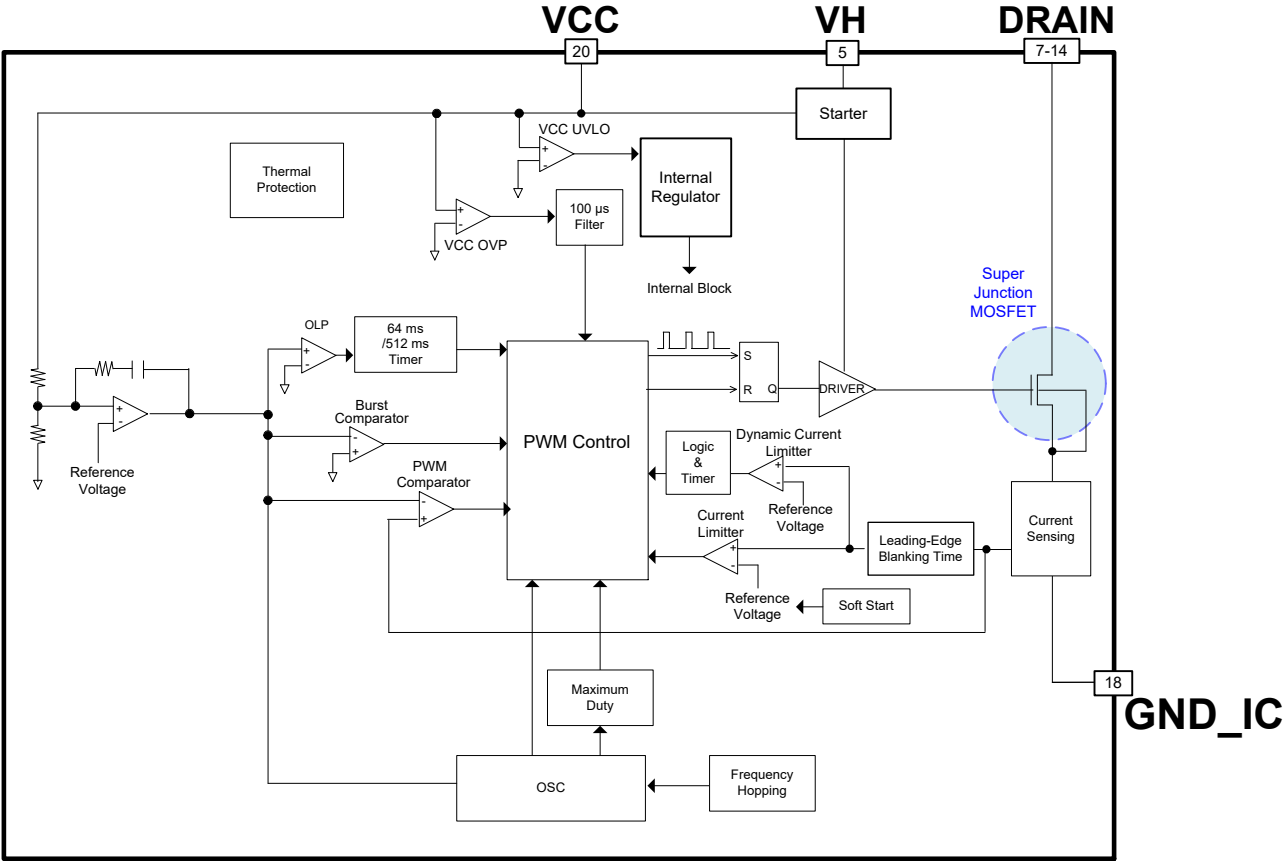 VCC
VH
DRAIN
20
5
7-14
Starter
VCC UVLO
+
-
Thermal
Protection
Internal
Regulator
100 µs
Filter
+
-
VCC OVP
Internal Block
Super
Junction
MOSFET
OLP
64 ms
/512 ms
Timer
+
-
S
R
Q
DRIVER
Burst
Comparator
+
-
-
+
PWM Control
Reference
Voltage
PWM
Comparator
-
+
Logic
&
Timer
Dynamic Current
Limitter
+
-
Reference
Voltage
Current
Limitter
+
-
Leading-Edge
Blanking Time
Current
Sensing
Reference
Voltage
Soft Start
18
GND_IC
Maximum
Duty
OSC
Frequency
Hopping